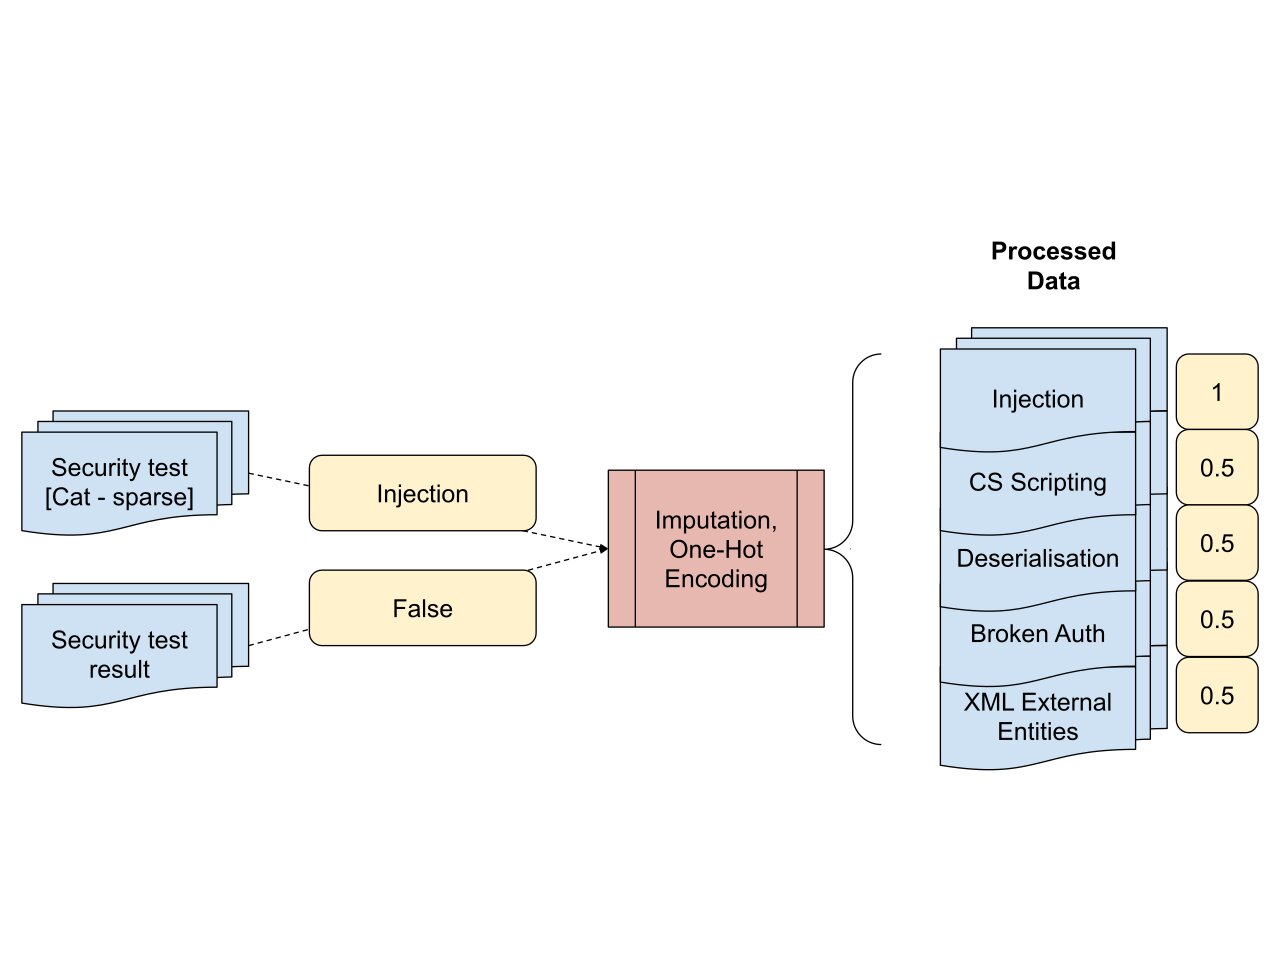 Processed
Data
Security test
[Cat - sparse]
Injection
Security test
result
False
Imputation,
One-Hot
Encoding
Injection
1
CS Scripting
0.5
Deserialisation
0.5
Broken Auth
0.5
XML External
Entities
0.5